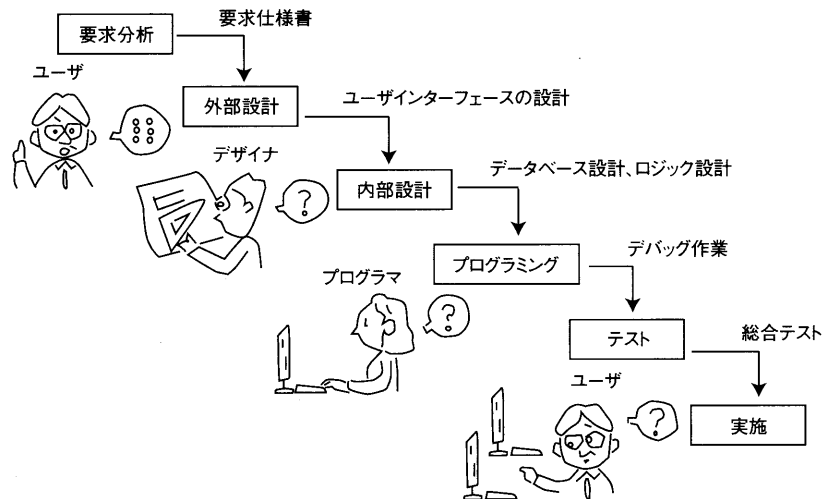 要求分析
要求仕様書
ユーザ
外部設計
ユーザインターフェースの設計
デザイナ
?
内部設計
データベース設計、ロジック設計
プログラミング
デバッグ作業
プログラマ
?
テスト
総合テスト
ユーザ
?
実施